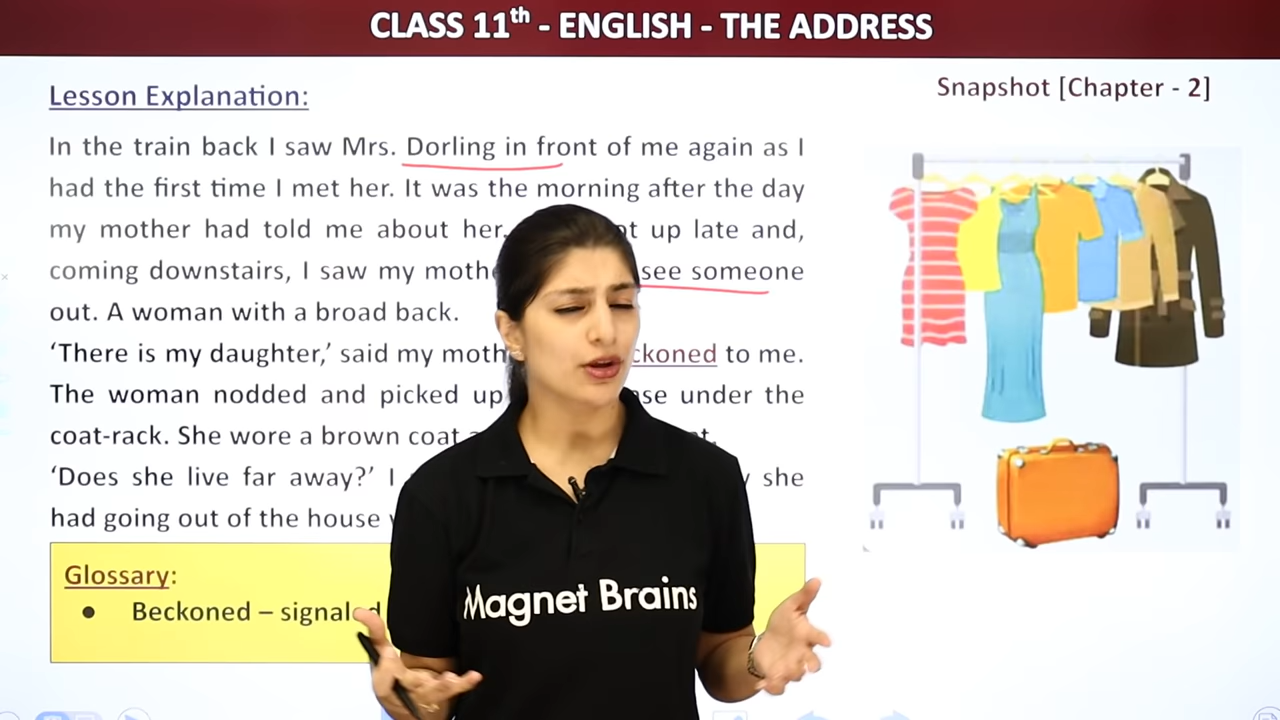 CLASS 11th - ENGLISH - THE ADDRESS
Lesson Explanation:
Snapshot [Chapter - 2]
In the train back I saw Mrs. Dorling in front of me again as I
had the first time I met her. It was the morning after the day
my mother had told me about her. up late and,
coming downstairs, I saw my see someone
out. A woman with a broad back.
‘There is my daughter,’ said my to me.
The woman nodded and picked up under the
coat-rack. She wore a brown coat
‘Does she live far away?’ I she
had going out of the house
Glossary:
● Beckoned – signaled
Magnet Brains